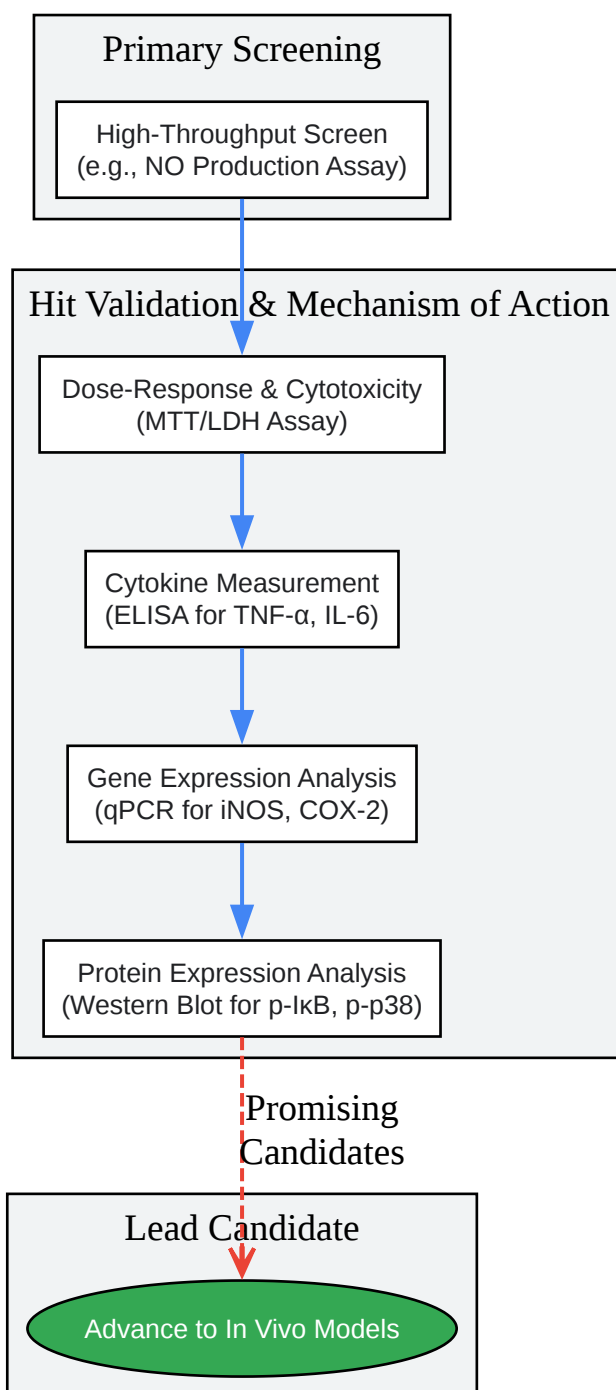 Primary Screening
High-Throughput Screen
(e.g., NO Production Assay)
Hit Validation & Mechanism of Action
Dose-Response & Cytotoxicity
(MTT/LDH Assay)
Cytokine Measurement
(ELISA for TNF-α, IL-6)
Gene Expression Analysis
(qPCR for iNOS, COX-2)
Protein Expression Analysis
(Western Blot for p-IκB, p-p38)
Promising
Candidates
Lead Candidate
Advance to In Vivo Models